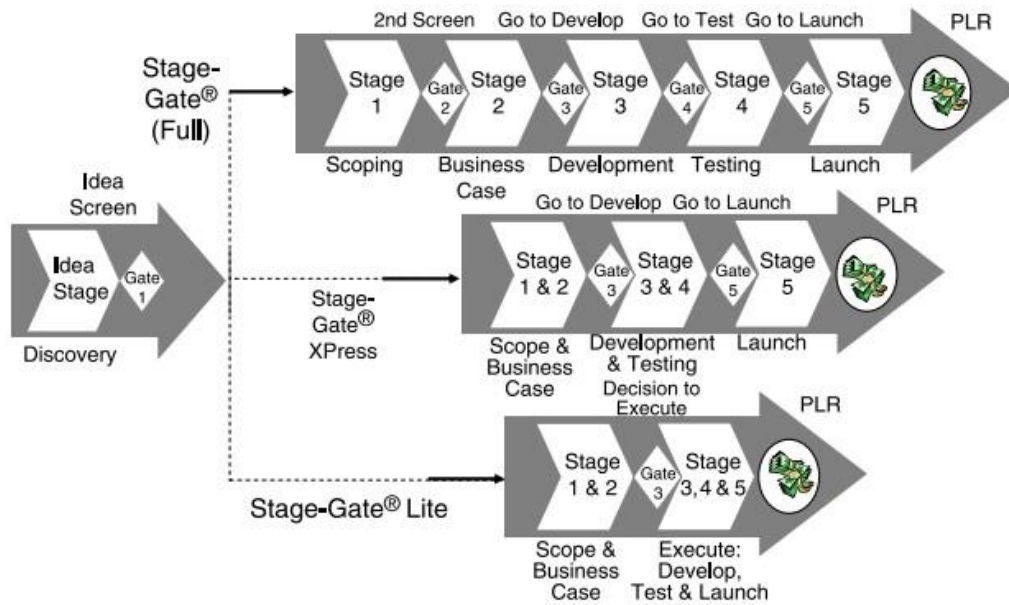 2nd Screen Go to Develop Go to Test Go to Launch PLR
Stage-
Gate®
(Full)
Stage
1
Gate
2
Stage
2
Gate
3
Stage
3
Gate
4
Stage
4
Gate
5
Stage
5
Scoping
Business
Case
Development
Testing
Launch
Idea
Screen
Idea
Stage
Gate
1
Discovery
Stage-
Gate®
XPress
Go to Develop Go to Launch
PLR
Stage
1 & 2
Gate
3
Stage
3 & 4
Gate
5
Stage
5
Scope &
Business
Case
Development
& Testing
Launch
Stage-Gate® Lite
Decision to
Execute
PLR
Stage
1 & 2
Gate
3
Stage
3, 4 & 5
Scope &
Business
Case
Execute:
Develop,
Test & Launch